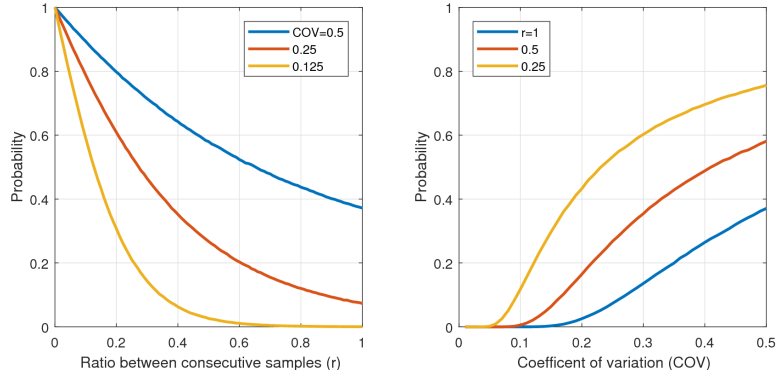 1
0.8
0.6
0.4
0.2
0
0 0.2 0.4 0.6 0.8 1
Probability
Ratio between consecutive samples (r)
COV=0.5
0.25
0.125
1
0.8
0.6
0.4
0.2
0
0 0.1 0.2 0.3 0.4 0.5
Probability
Coefficent of variation (COV)
r=1
0.5
0.25